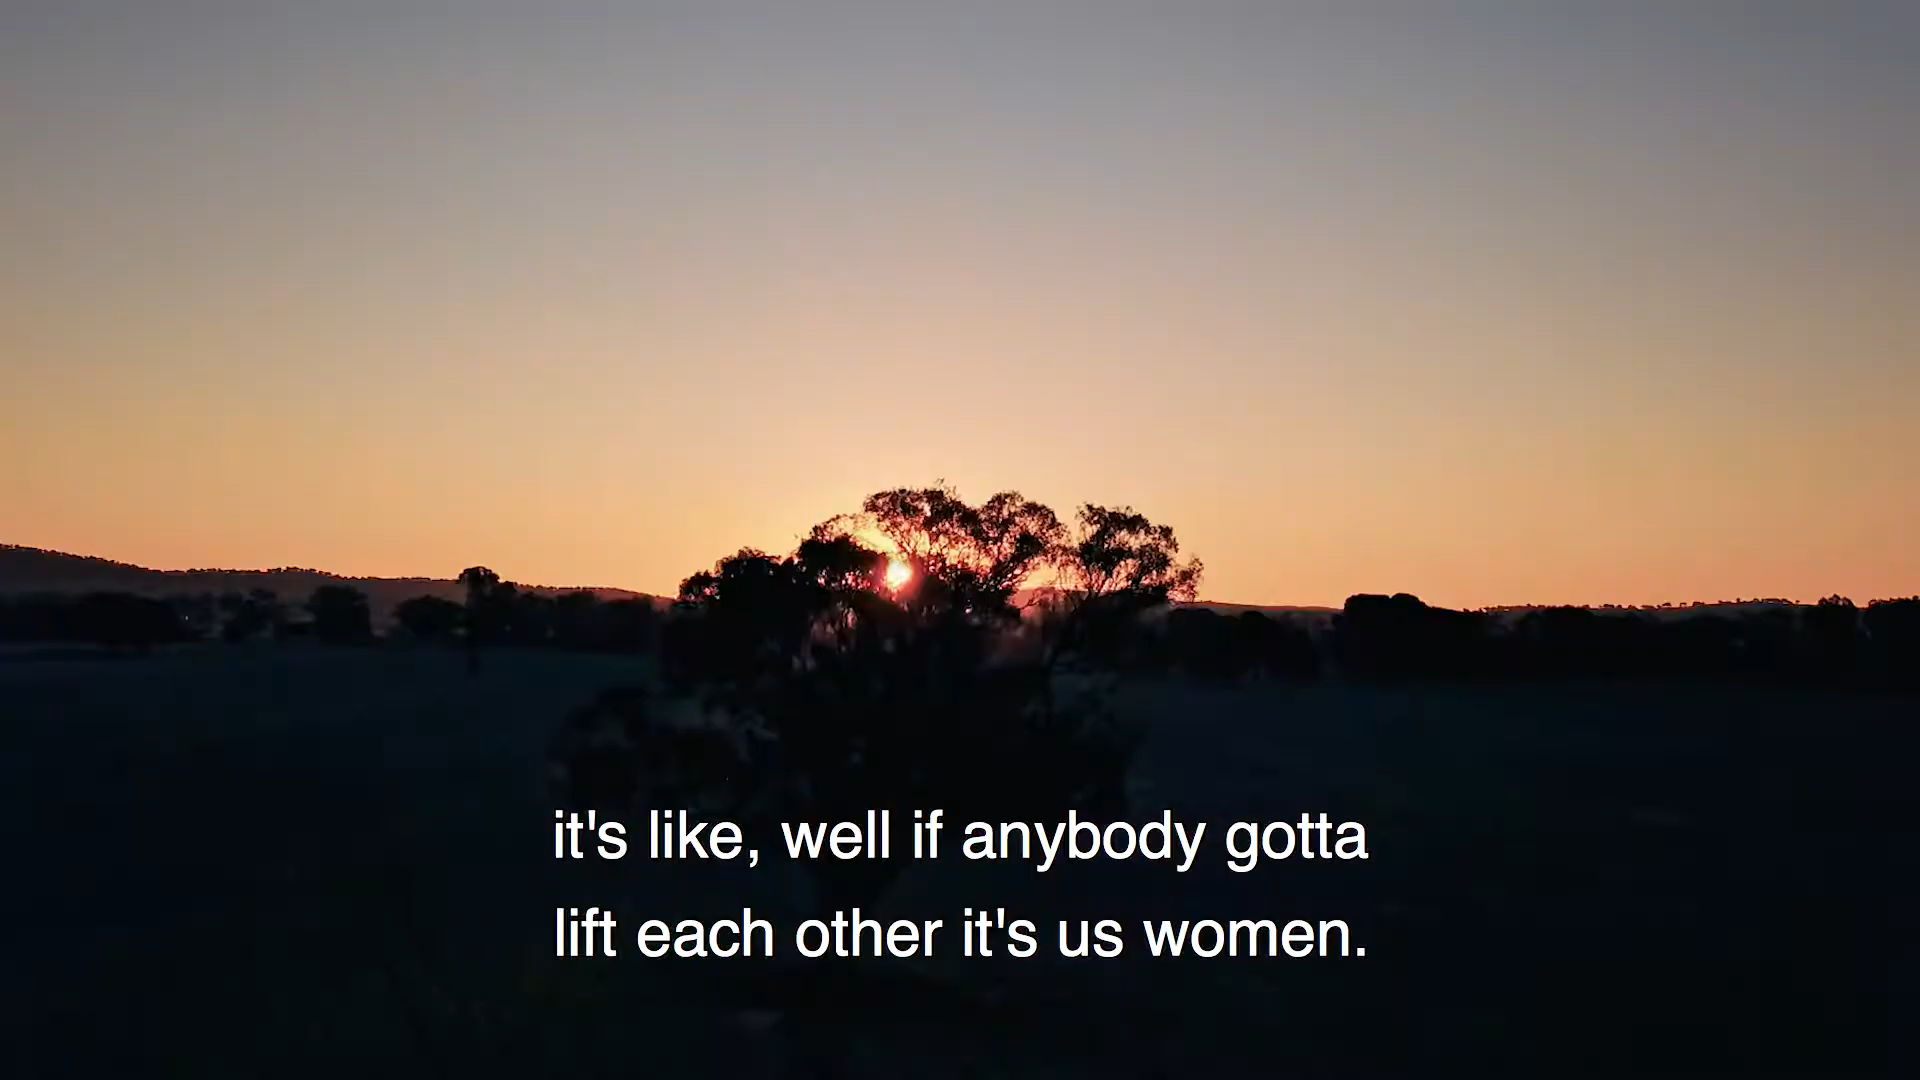 it's like, well if anybody gotta
lift each other it's us women.